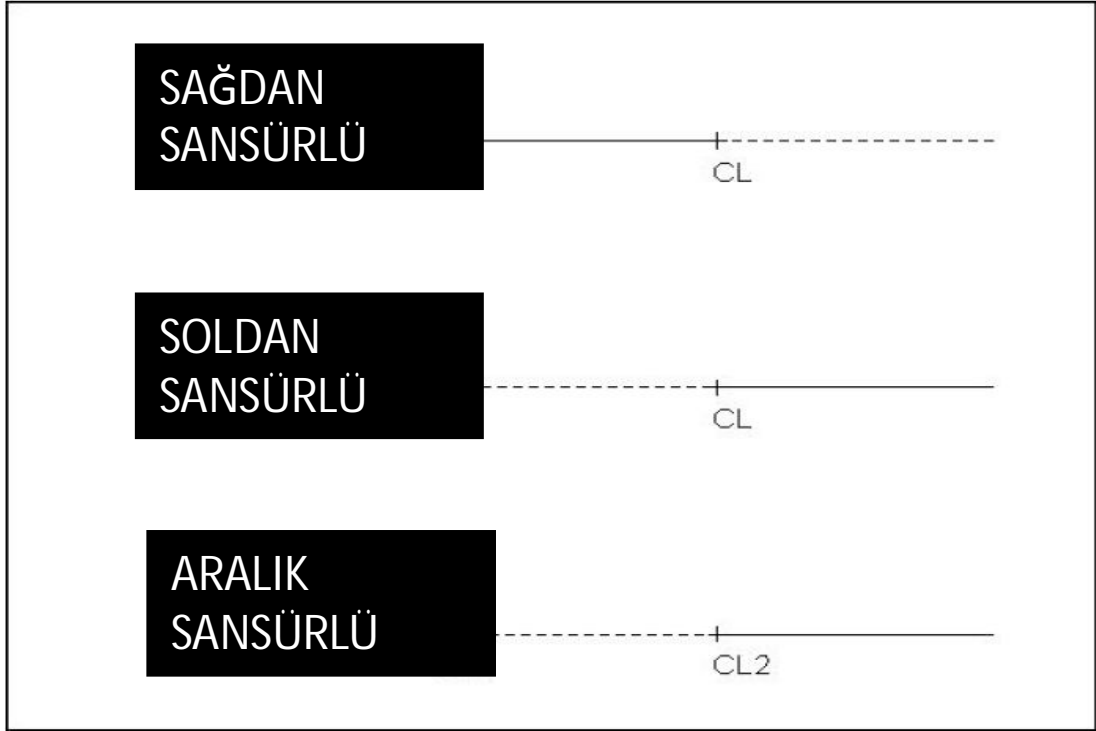 SAĞDAN
SANSÜRLÜ
CL
SOLDAN
SANSÜRLÜ
CL
ARALIK
SANSÜRLÜ
CL2